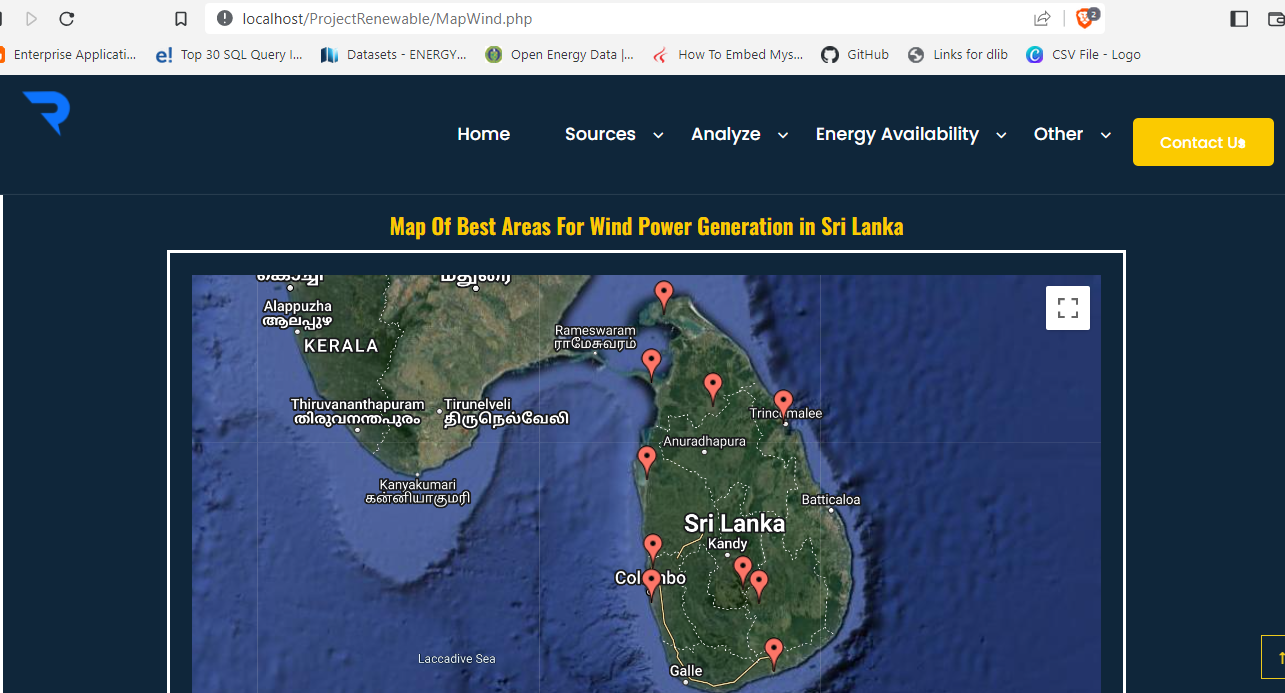 localhost/ProjectRenewable/MapWind.php
2
Enterprise Applicati... Top 30 SQL Query I... Datasets - ENERGY... Open Energy Data |... How To Embed Mys... GitHub Links for dlib CSV File - Logo
Home Sources Analyze Energy Availability Other Contact Us
Map Of Best Areas For Wind Power Generation in Sri Lanka
Alappuzha
ആലപ്പുഴ
KERALA
Rameswaram
ராமேசுவரம்
Thiruvananthapuram
തിരുവനന്തപുരം
Tirunelveli
திருநெல்வேலி
Trincomalee
Anuradhapura
Kanyakumari
கன்னியாகுமரி
Batticaloa
Sri Lanka
Kandy
Colombo
Laccadive Sea
Galle